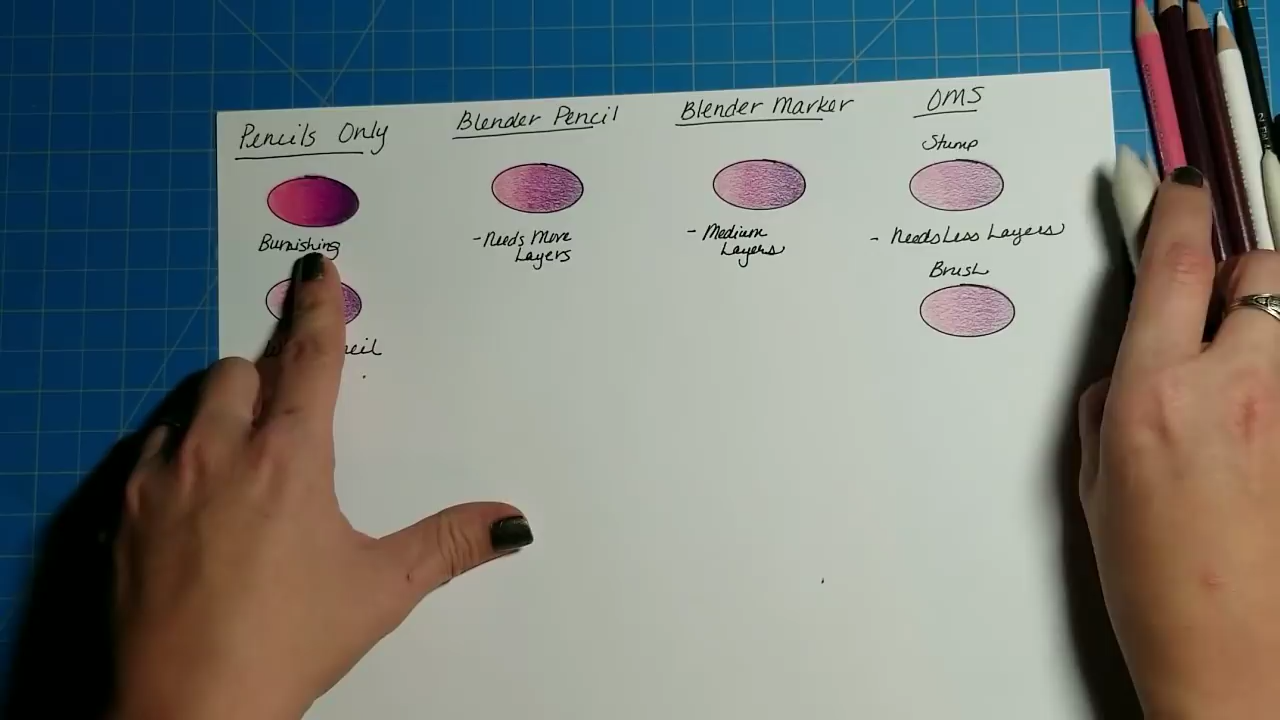 Pencils Only
Blender Pencil
Blender Marker
OMS
Stump
Burnishing
-Needs More
Layers
- Medium
Layers
- Needs Less Layers
Brush